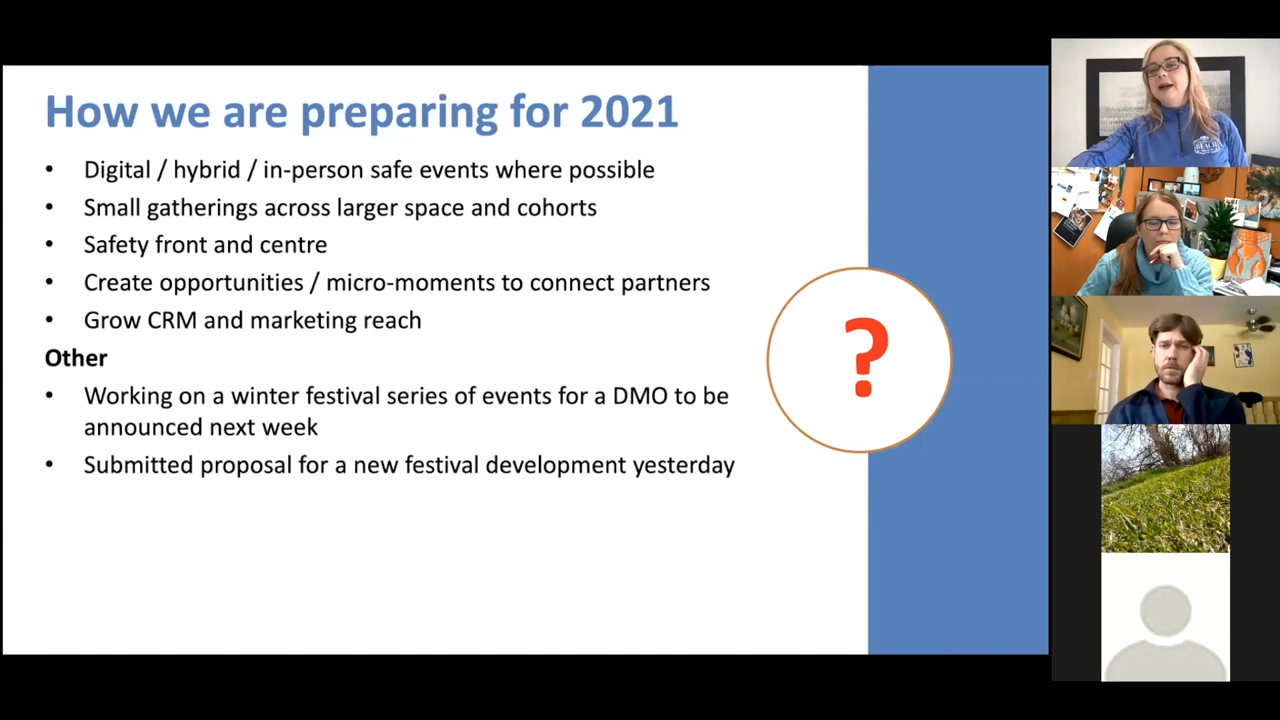 How we are preparing for 2021
• Digital / hybrid / in-person safe events where possible
• Small gatherings across larger space and cohorts
• Safety front and centre
• Create opportunities / micro-moments to connect partners
• Grow CRM and marketing reach
Other
• Working on a winter festival series of events for a DMO to be
announced next week
• Submitted proposal for a new festival development yesterday
?
BEACH